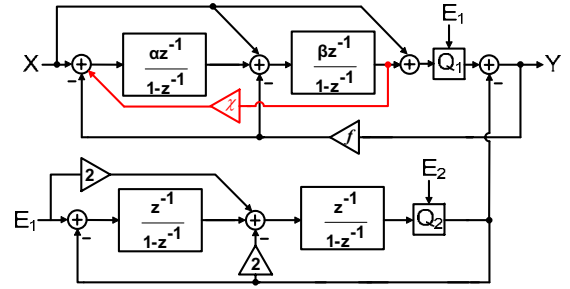 E₁
X
αz⁻¹
1-z⁻¹
βz⁻¹
1-z⁻¹
Q₁
Y
-
-
-
χ
f
2
E₂
E₁
z⁻¹
1-z⁻¹
z⁻¹
1-z⁻¹
Q₂
-
-
2